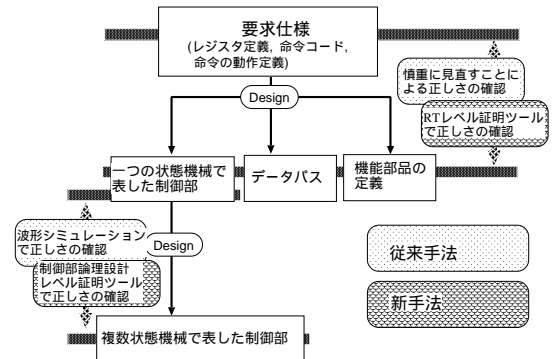 要求仕様
(レジスタ定義, 命令コード,
命令の動作定義)
Design
慎重に見直すことに
よる正しさの確認
RTレベル証明ツール
で正しさの確認
一つの状態機械で
表した制御部
データパス
機能部品の
定義
波形シミュレーション
で正しさの確認
制御部論理設計
レベル証明ツール
で正しさの確認
Design
従来手法
新手法
複数状態機械で表した制御部